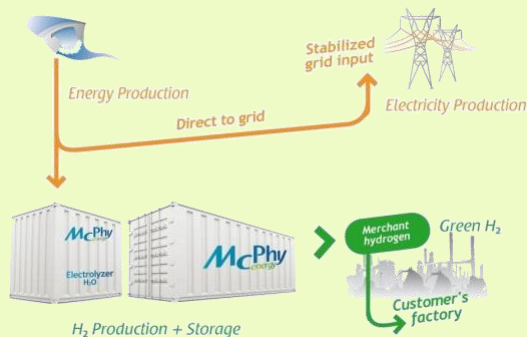 Stabilized
grid input
Energy Production
Electricity Production
Direct to grid
McPhy
energy
Electrolyzer
H₂O
McPhy
energy
Merchant
hydrogen
Green H₂
Customer's
factory
H₂ Production + Storage